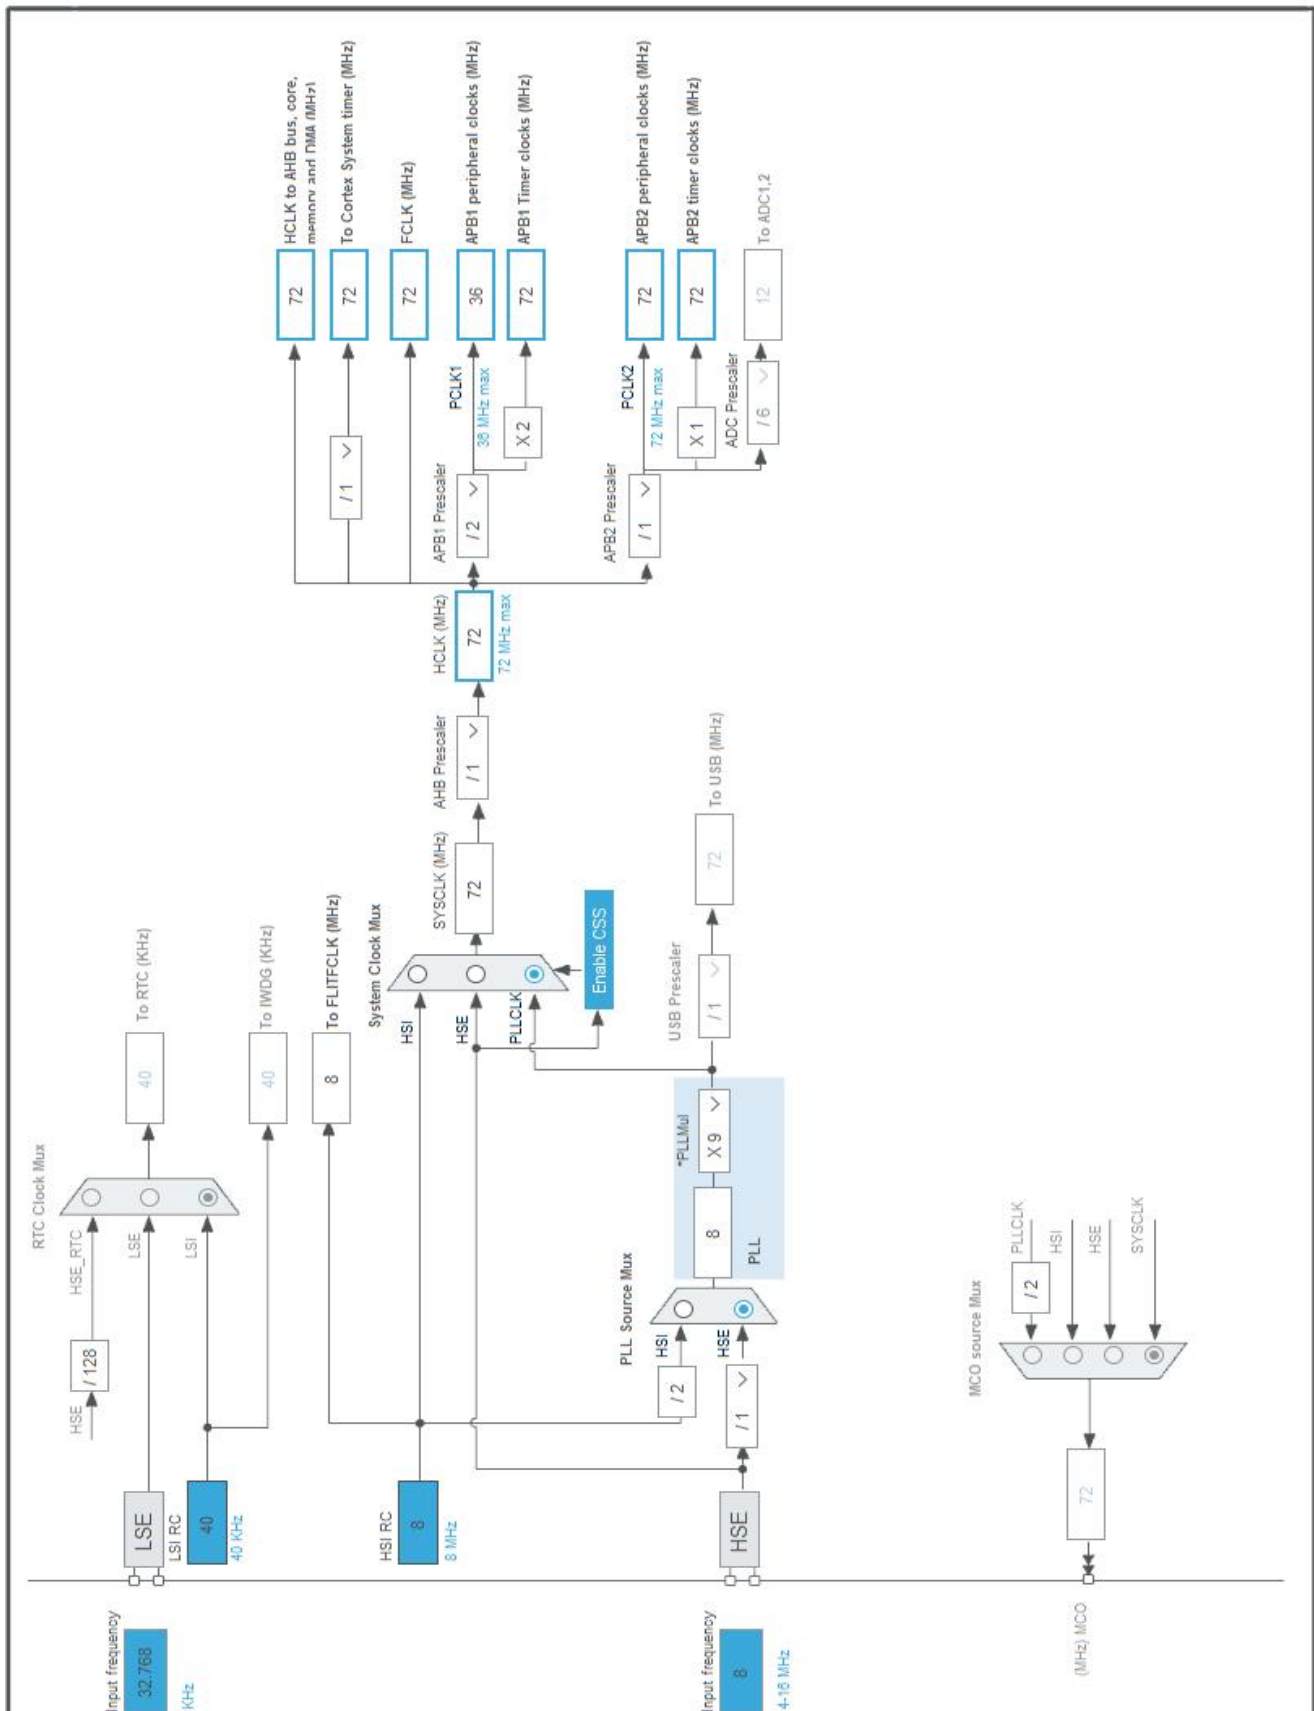 Input frequency
32.768
KHz
LSE
LSI RC
40
40 KHz
HSE
/ 128
HSE_RTC
LSE
LSI
RTC Clock Mux
40
To RTC (KHz)
40
To IWDG (KHz)
8
To FLITFCLK (MHz)
HSI RC
8
8 MHz
System Clock Mux
HSI
HSE
PLLCLK
Enable CSS
SYSCLK (MHz)
72
AHB Prescaler
/ 1
HCLK (MHz)
72
72 MHz max
72
HCLK to AHB bus, core,
memory and DMA (MHz)
/ 1
72
To Cortex System timer (MHz)
72
FCLK (MHz)
APB1 Prescaler
/ 2
PCLK1
36 MHz max
36
APB1 peripheral clocks (MHz)
X 2
72
APB1 Timer clocks (MHz)
APB2 Prescaler
/ 1
PCLK2
72 MHz max
72
APB2 peripheral clocks (MHz)
X 1
72
APB2 timer clocks (MHz)
ADC Prescaler
/ 6
12
To ADC1,2
Input frequency
8
4-16 MHz
HSE
/ 1
/ 2
HSI
HSE
PLL Source Mux
8
*PLLMul
X 9
PLL
USB Prescaler
/ 1
72
To USB (MHz)
MCO source Mux
/ 2
PLLCLK
HSI
HSE
SYSCLK
72
(MHz) MCO